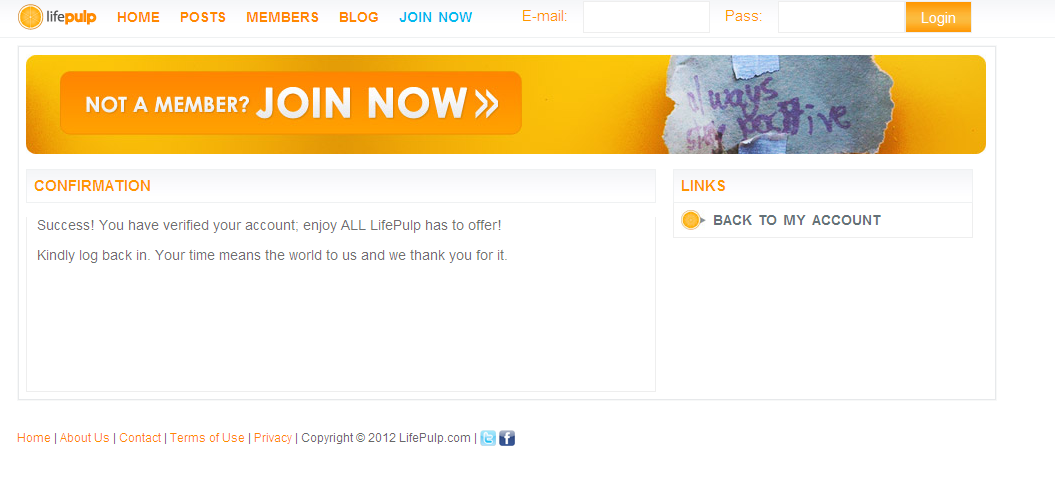 lifepulp HOME POSTS MEMBERS BLOG JOIN NOW E-mail: Pass: Login
NOT A MEMBER? JOIN NOW »
always
stay positive
CONFIRMATION
Success! You have verified your account; enjoy ALL LifePulp has to offer!
Kindly log back in. Your time means the world to us and we thank you for it.
LINKS
BACK TO MY ACCOUNT
Home | About Us | Contact | Terms of Use | Privacy | Copyright © 2012 LifePulp.com |